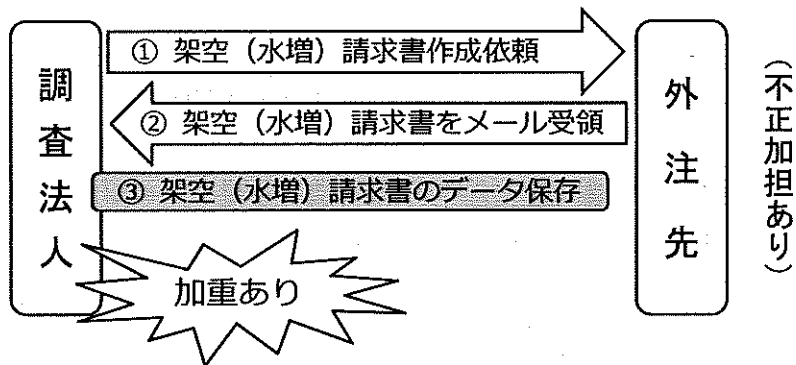 調査法人
① 架空（水増）請求書作成依頼
② 架空（水増）請求書をメール受領
③ 架空（水増）請求書のデータ保存
加重あり
外注先
（不正加担あり）